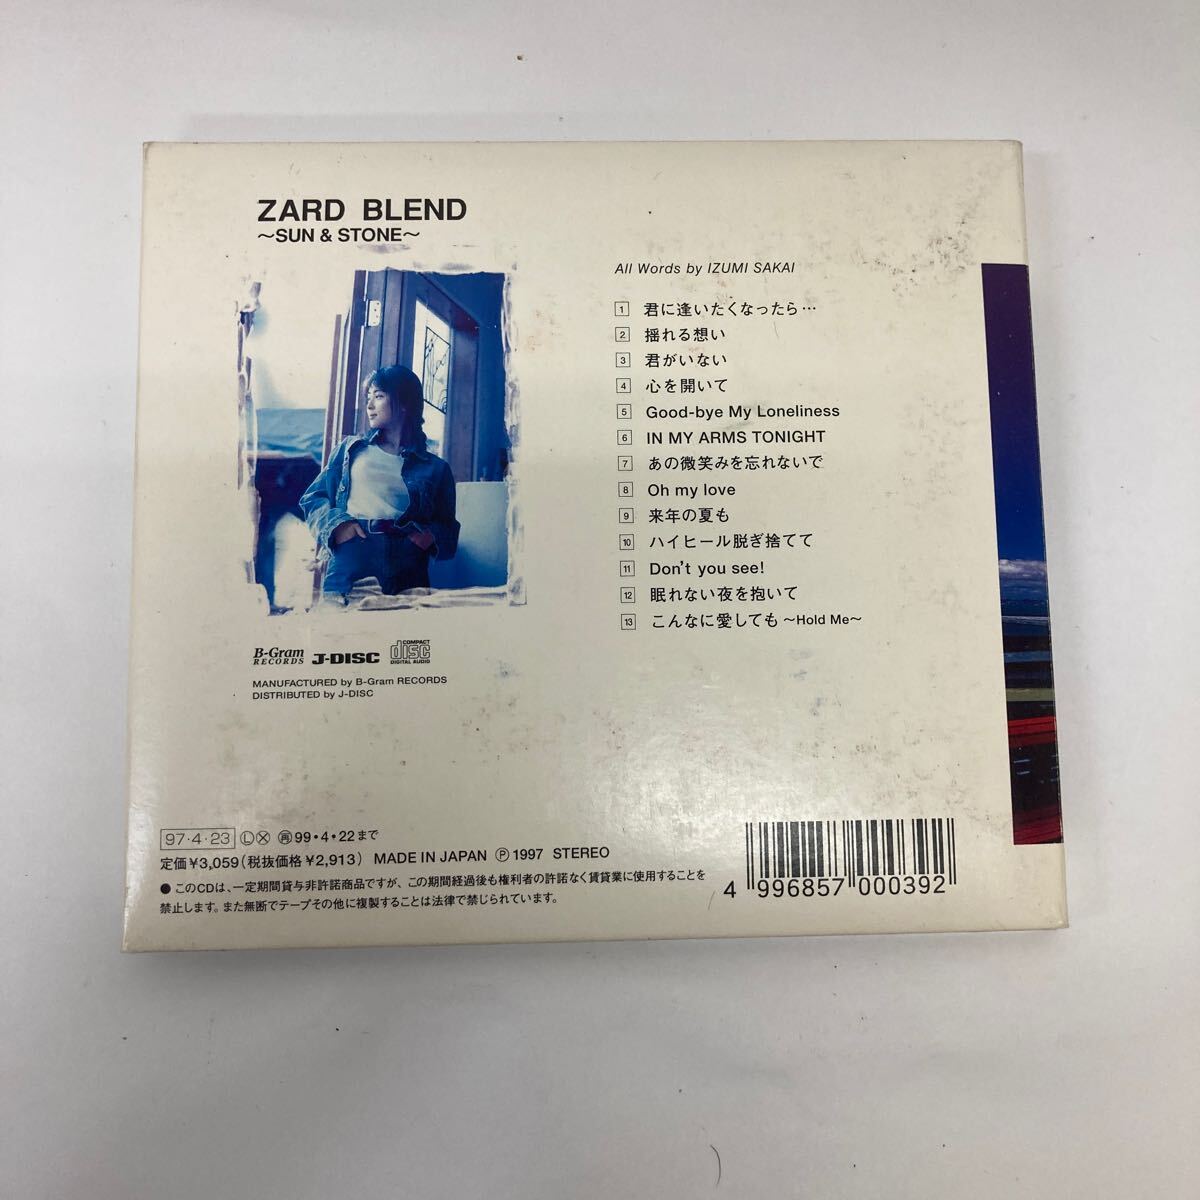 ZARD BLEND
〜SUN & STONE〜
All Words by IZUMI SAKAI
1 君に逢いたくなったら…
2 揺れる想い
3 君がいない
4 心を開いて
5 Good-bye My Loneliness
6 IN MY ARMS TONIGHT
7 あの微笑みを忘れないで
8 Oh my love
9 来年の夏も
10 ハイヒール脱ぎ捨てて
11 Don't you see!
12 眠れない夜を抱いて
13 こんなに愛しても 〜Hold Me〜
B-Gram RECORDS J-DISC COMPACT disc DIGITAL AUDIO
MANUFACTURED by B-Gram RECORDS
DISTRIBUTED by J-DISC
97・4・23 Ⓛ Ⓧ ㊢99・4・22まで
定価¥3,059(税抜価格¥2,913) MADE IN JAPAN Ⓟ 1997 STEREO
●このCDは、一定期間貸与非許諾商品ですが、この期間経過後も権利者の許諾なく賃貸業に使用することを
禁止します。また無断でテープその他に複製することは法律で禁じられています。
4 996857 000392